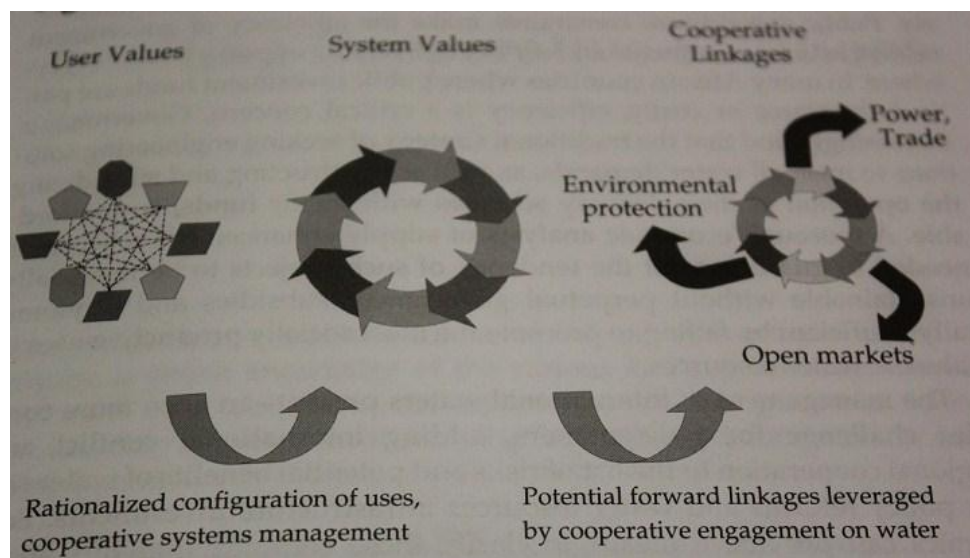 User Values
System Values
Cooperative
Linkages
Power,
Trade
Environmental
protection
Open markets
Rationalized configuration of uses,
cooperative systems management
Potential forward linkages leveraged
by cooperative engagement on water